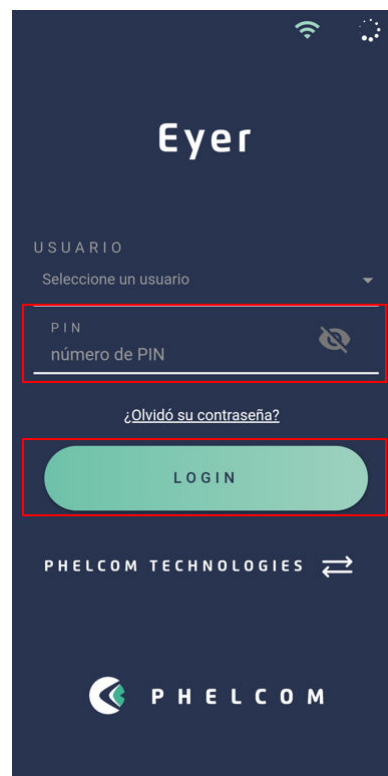 Eyer
USUARIO
Seleccione un usuario
PIN
número de PIN
¿Olvidó su contraseña?
LOGIN
PHELCOM TECHNOLOGIES
PHELCOM